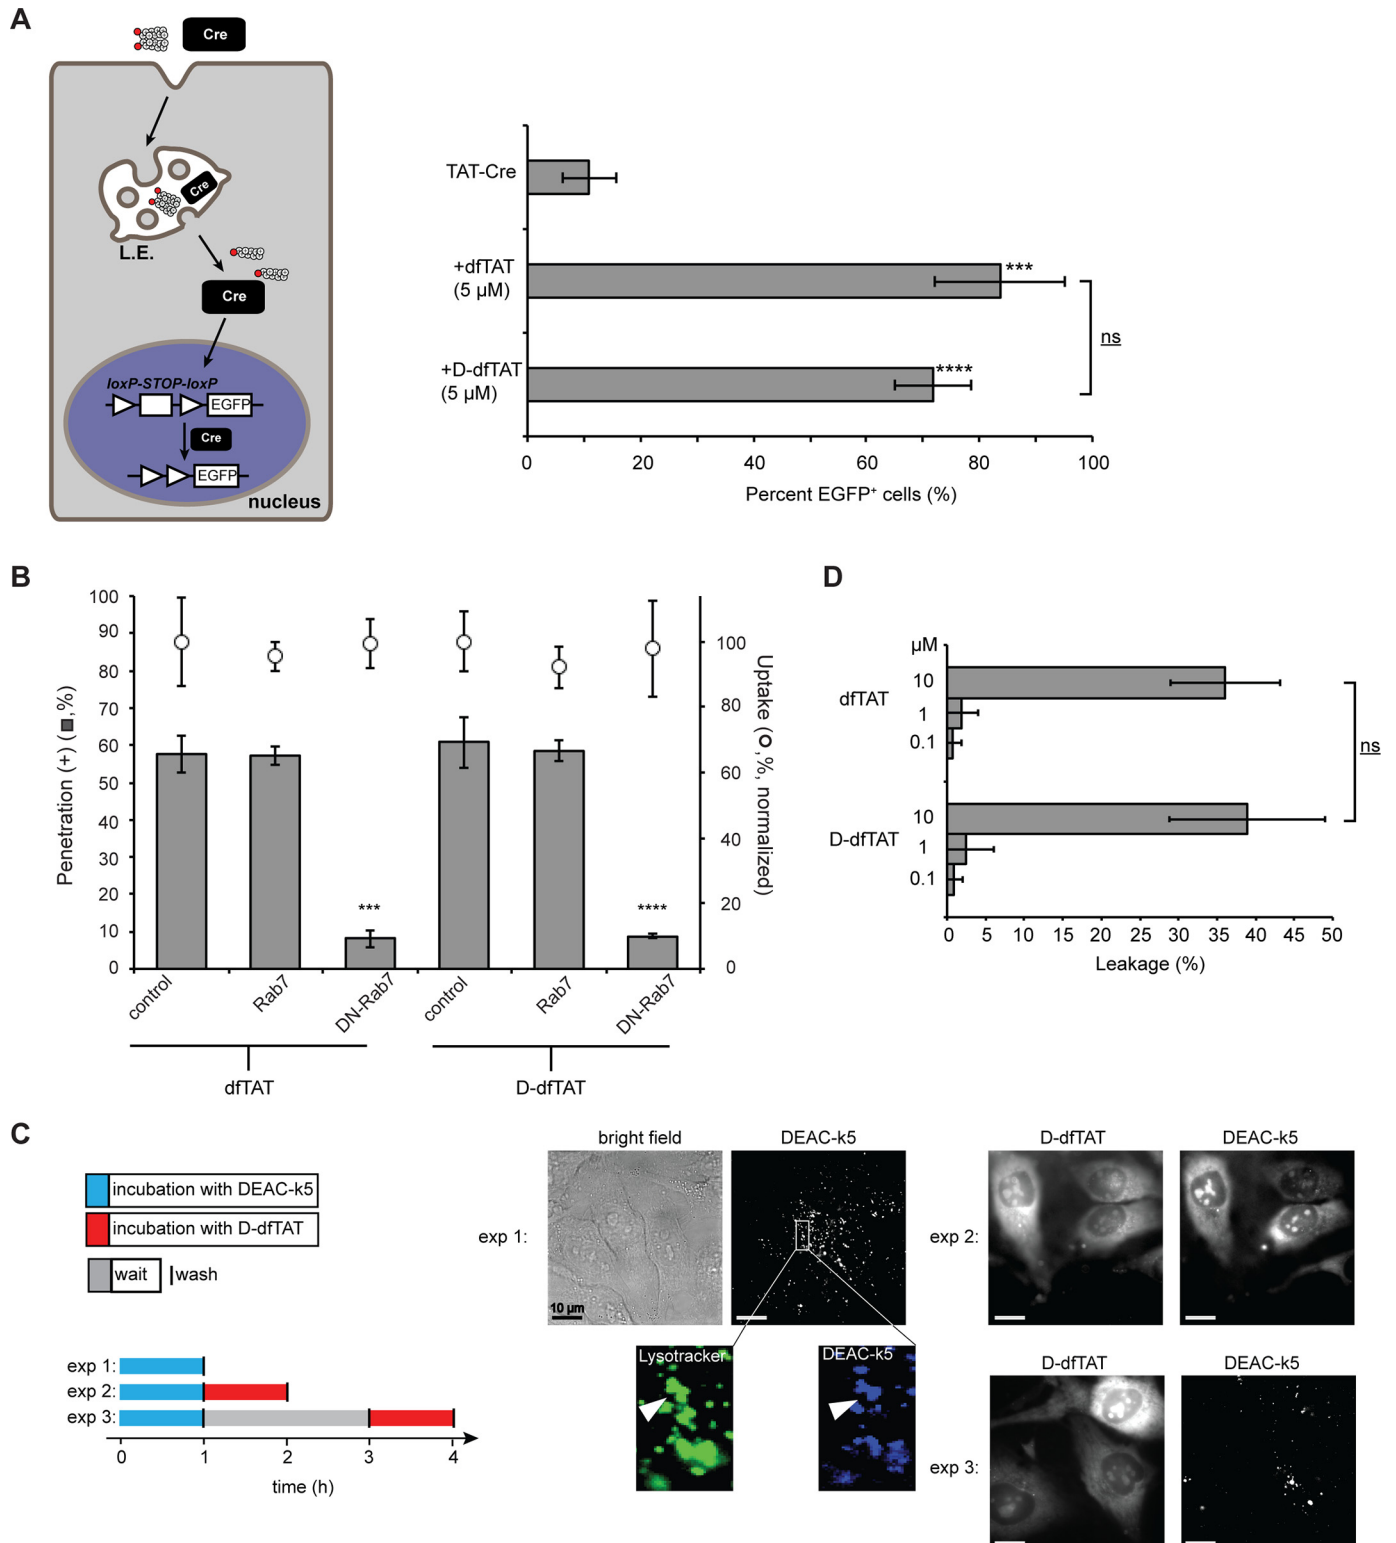 A
Cre
Cre
L.E.
Cre
loxP-STOP-loxP
EGFP
Cre
EGFP
nucleus
TAT-Cre
+dfTAT
(5 µM)
***
+D-dfTAT
(5 µM)
****
ns
0 20 40 60 80 100
Percent EGFP+ cells (%)
B
Penetration (+) (■,%)
100
90
80
70
60
50
40
30
20
10
0
***
****
100
80
60
40
20
0
Uptake (O,%, normalized)
control Rab7 DN-Rab7 control Rab7 DN-Rab7
dfTAT D-dfTAT
D
µM
dfTAT
10
1
0.1
D-dfTAT
10
1
0.1
ns
0 5 10 15 20 25 30 35 40 45 50
Leakage (%)
C
incubation with DEAC-k5
incubation with D-dfTAT
wait wash
exp 1:
exp 2:
exp 3:
0 1 2 3 4
time (h)
bright field DEAC-k5
exp 1:
10 µm
Lysotracker DEAC-k5
D-dfTAT DEAC-k5
exp 2:
D-dfTAT DEAC-k5
exp 3: